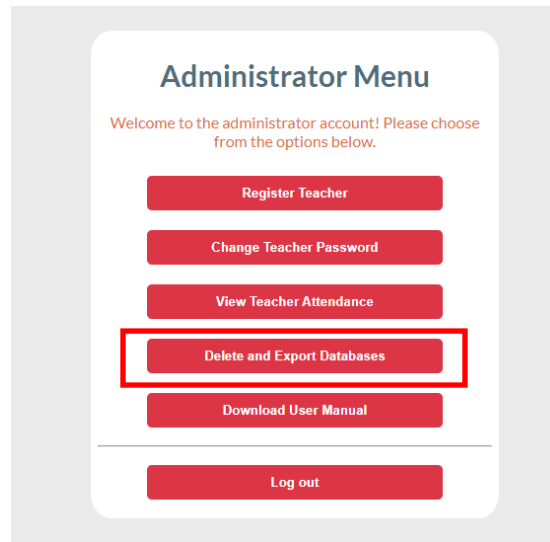 Administrator Menu
Welcome to the administrator account! Please choose
from the options below.
Register Teacher
Change Teacher Password
View Teacher Attendance
Delete and Export Databases
Download User Manual
Log out